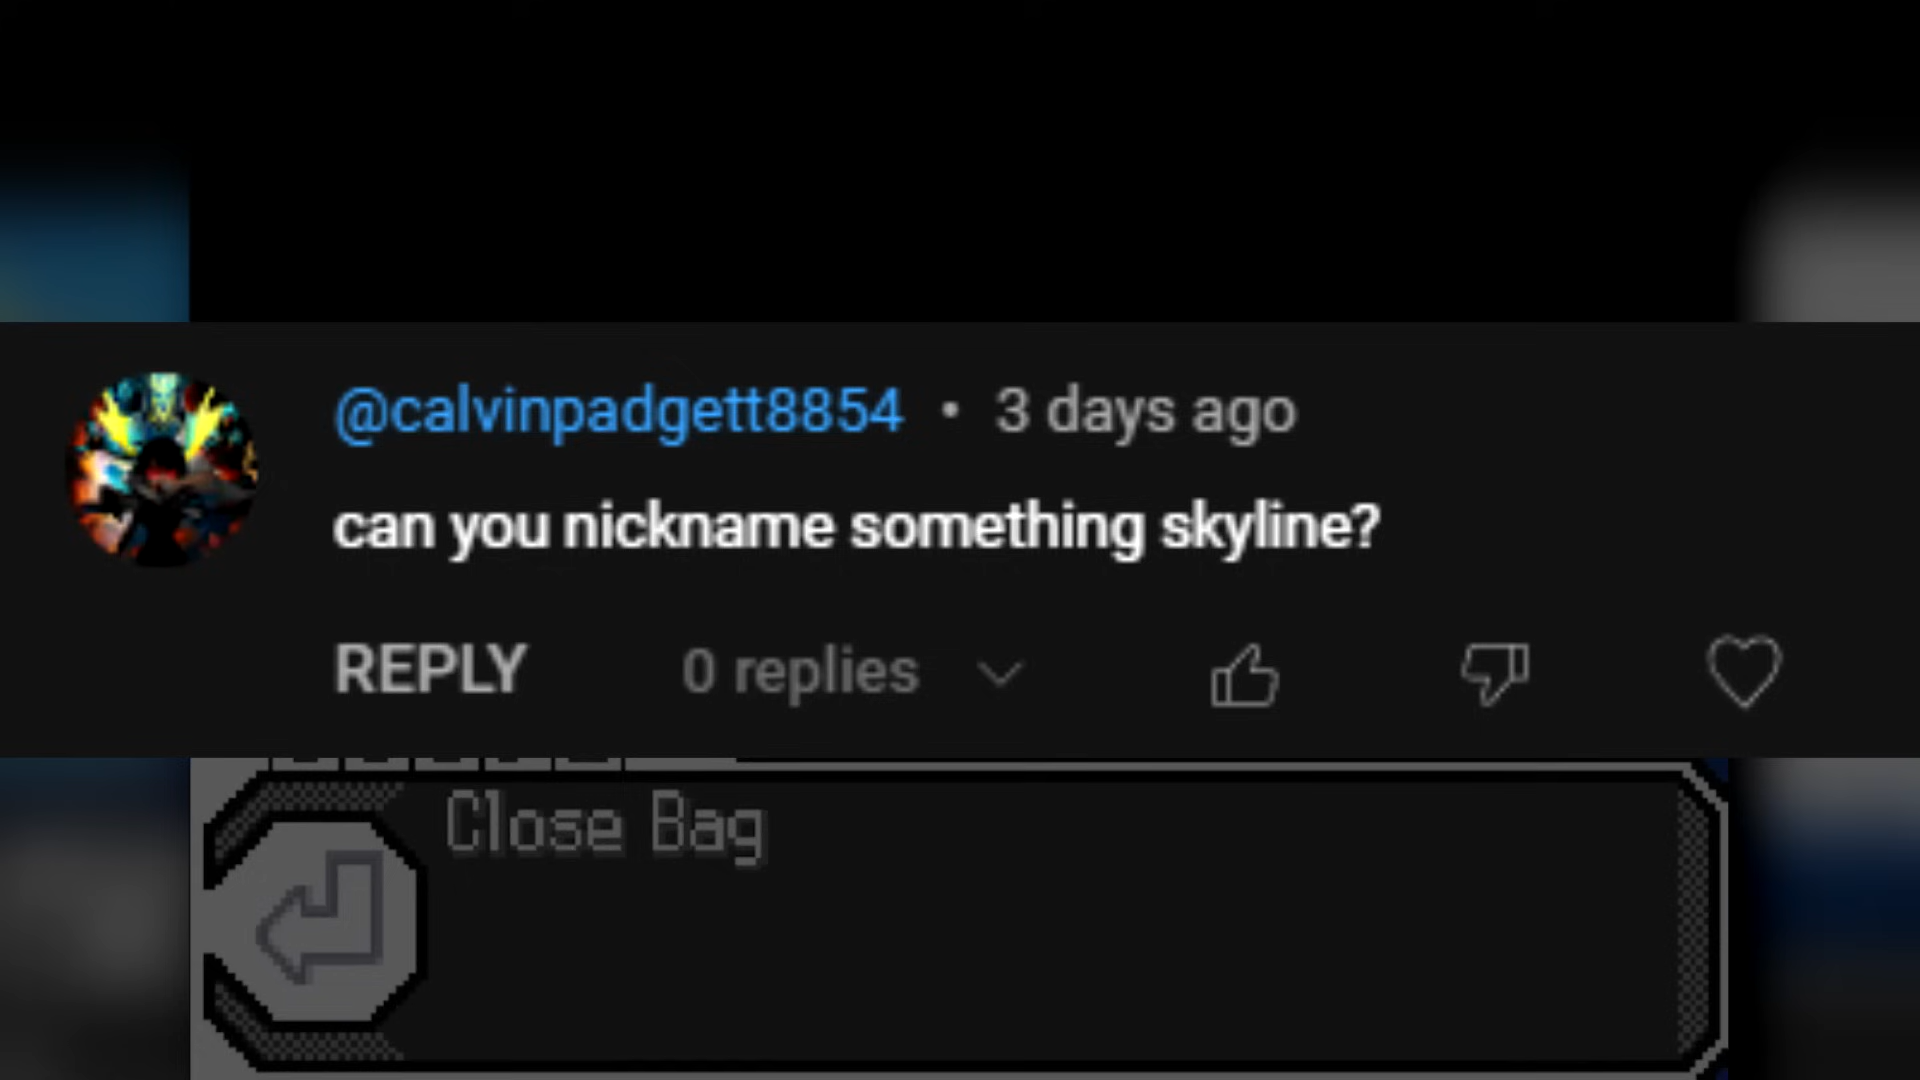 @calvinpadgett8854 • 3 days ago
can you nickname something skyline?
REPLY 0 replies
Close Bag